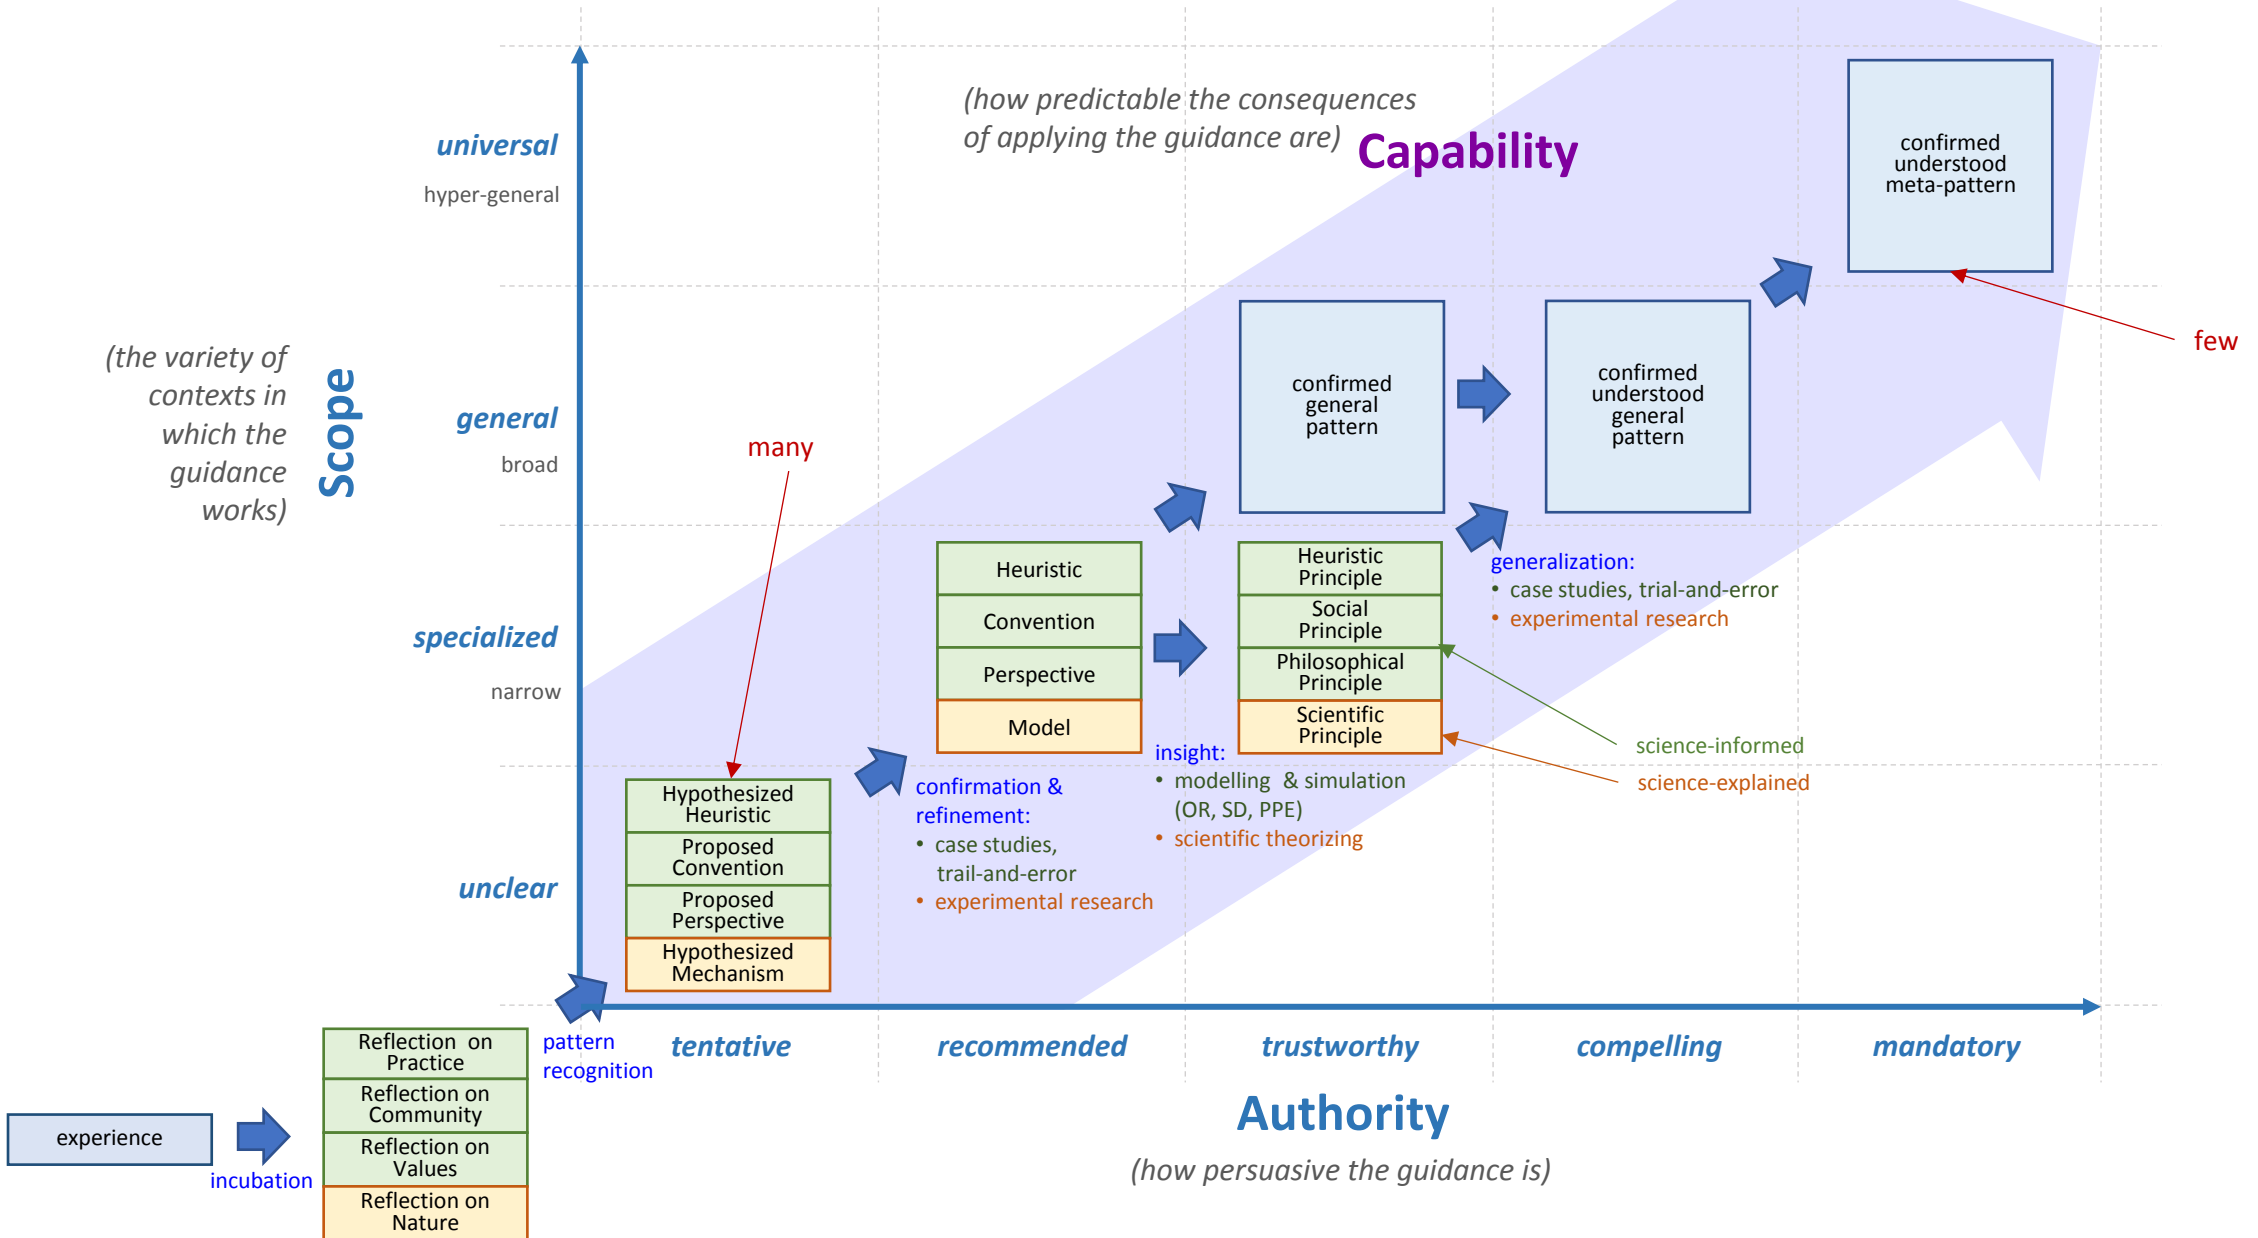 (how predictable the consequences
of applying the guidance are)
Capability
universal
hyper-general
confirmed
understood
meta-pattern
few
(the variety of
contexts in
which the
guidance
works)
Scope
general
broad
many
confirmed
general
pattern
confirmed
understood
general
pattern
specialized
narrow
Heuristic
Convention
Perspective
Model
Heuristic
Principle
Social
Principle
Philosophical
Principle
Scientific
Principle
generalization:
• case studies, trial-and-error
• experimental research
science-informed
science-explained
insight:
• modelling & simulation
(OR, SD, PPE)
• scientific theorizing
confirmation &
refinement:
• case studies,
trail-and-error
• experimental research
unclear
Hypothesized
Heuristic
Proposed
Convention
Proposed
Perspective
Hypothesized
Mechanism
pattern
recognition
tentative
recommended
trustworthy
compelling
mandatory
Authority
(how persuasive the guidance is)
experience
incubation
Reflection on
Practice
Reflection on
Community
Reflection on
Values
Reflection on
Nature